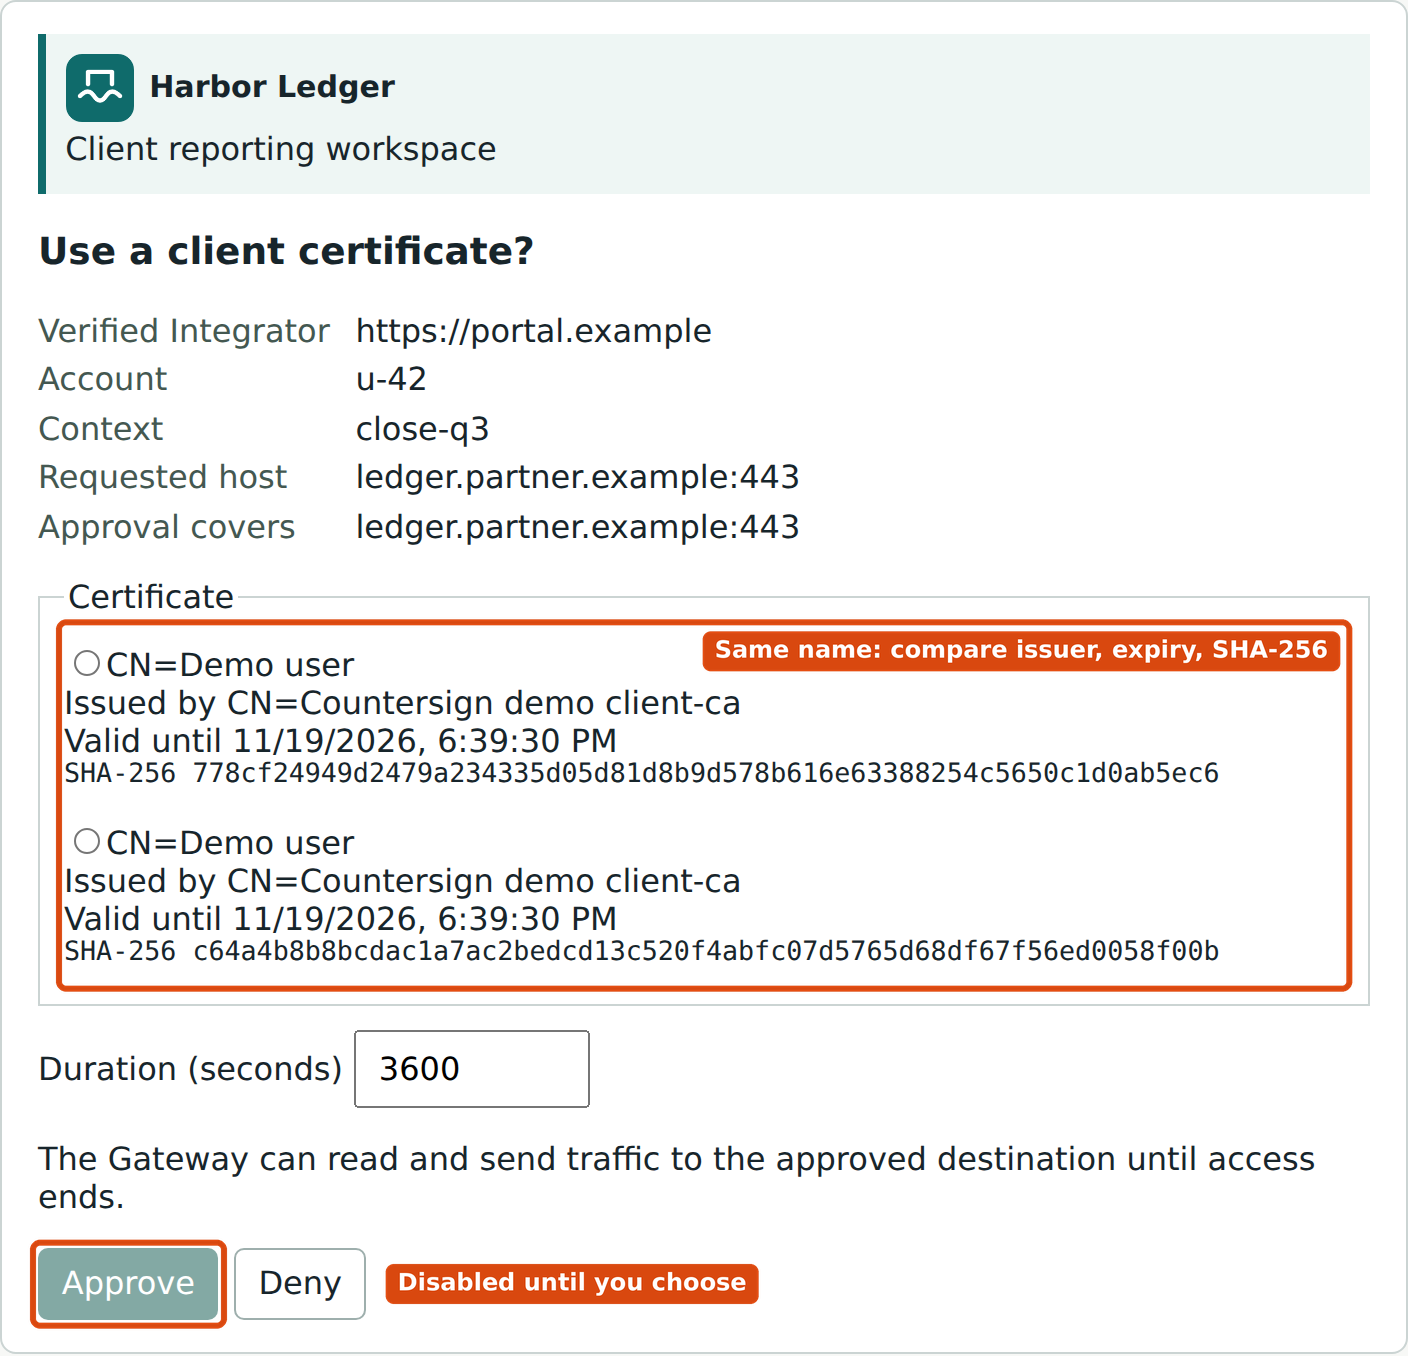 Harbor Ledger
Client reporting workspace
Use a client certificate?
Verified Integrator https://portal.example
Account u-42
Context close-q3
Requested host ledger.partner.example:443
Approval covers ledger.partner.example:443
Certificate
Same name: compare issuer, expiry, SHA-256
CN=Demo user
Issued by CN=Countersign demo client-ca
Valid until 11/19/2026, 6:39:30 PM
SHA-256 778cf24949d2479a234335d05d81d8b9d578b616e63388254c5650c1d0ab5ec6
CN=Demo user
Issued by CN=Countersign demo client-ca
Valid until 11/19/2026, 6:39:30 PM
SHA-256 c64a4b8b8bcdac1a7ac2bedcd13c520f4abfc07d5765d68df67f56ed0058f00b
Duration (seconds) 3600
The Gateway can read and send traffic to the approved destination until access
ends.
Approve Deny Disabled until you choose